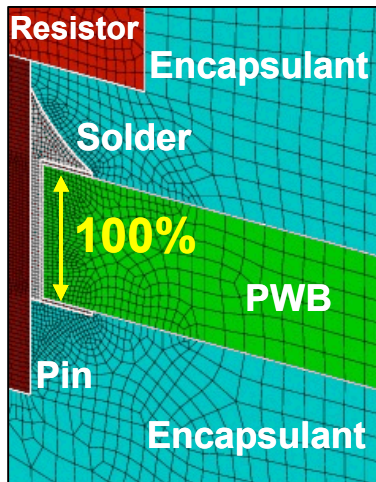 Resistor
Encapsulant
Solder
100%
PWB
Pin
Encapsulant